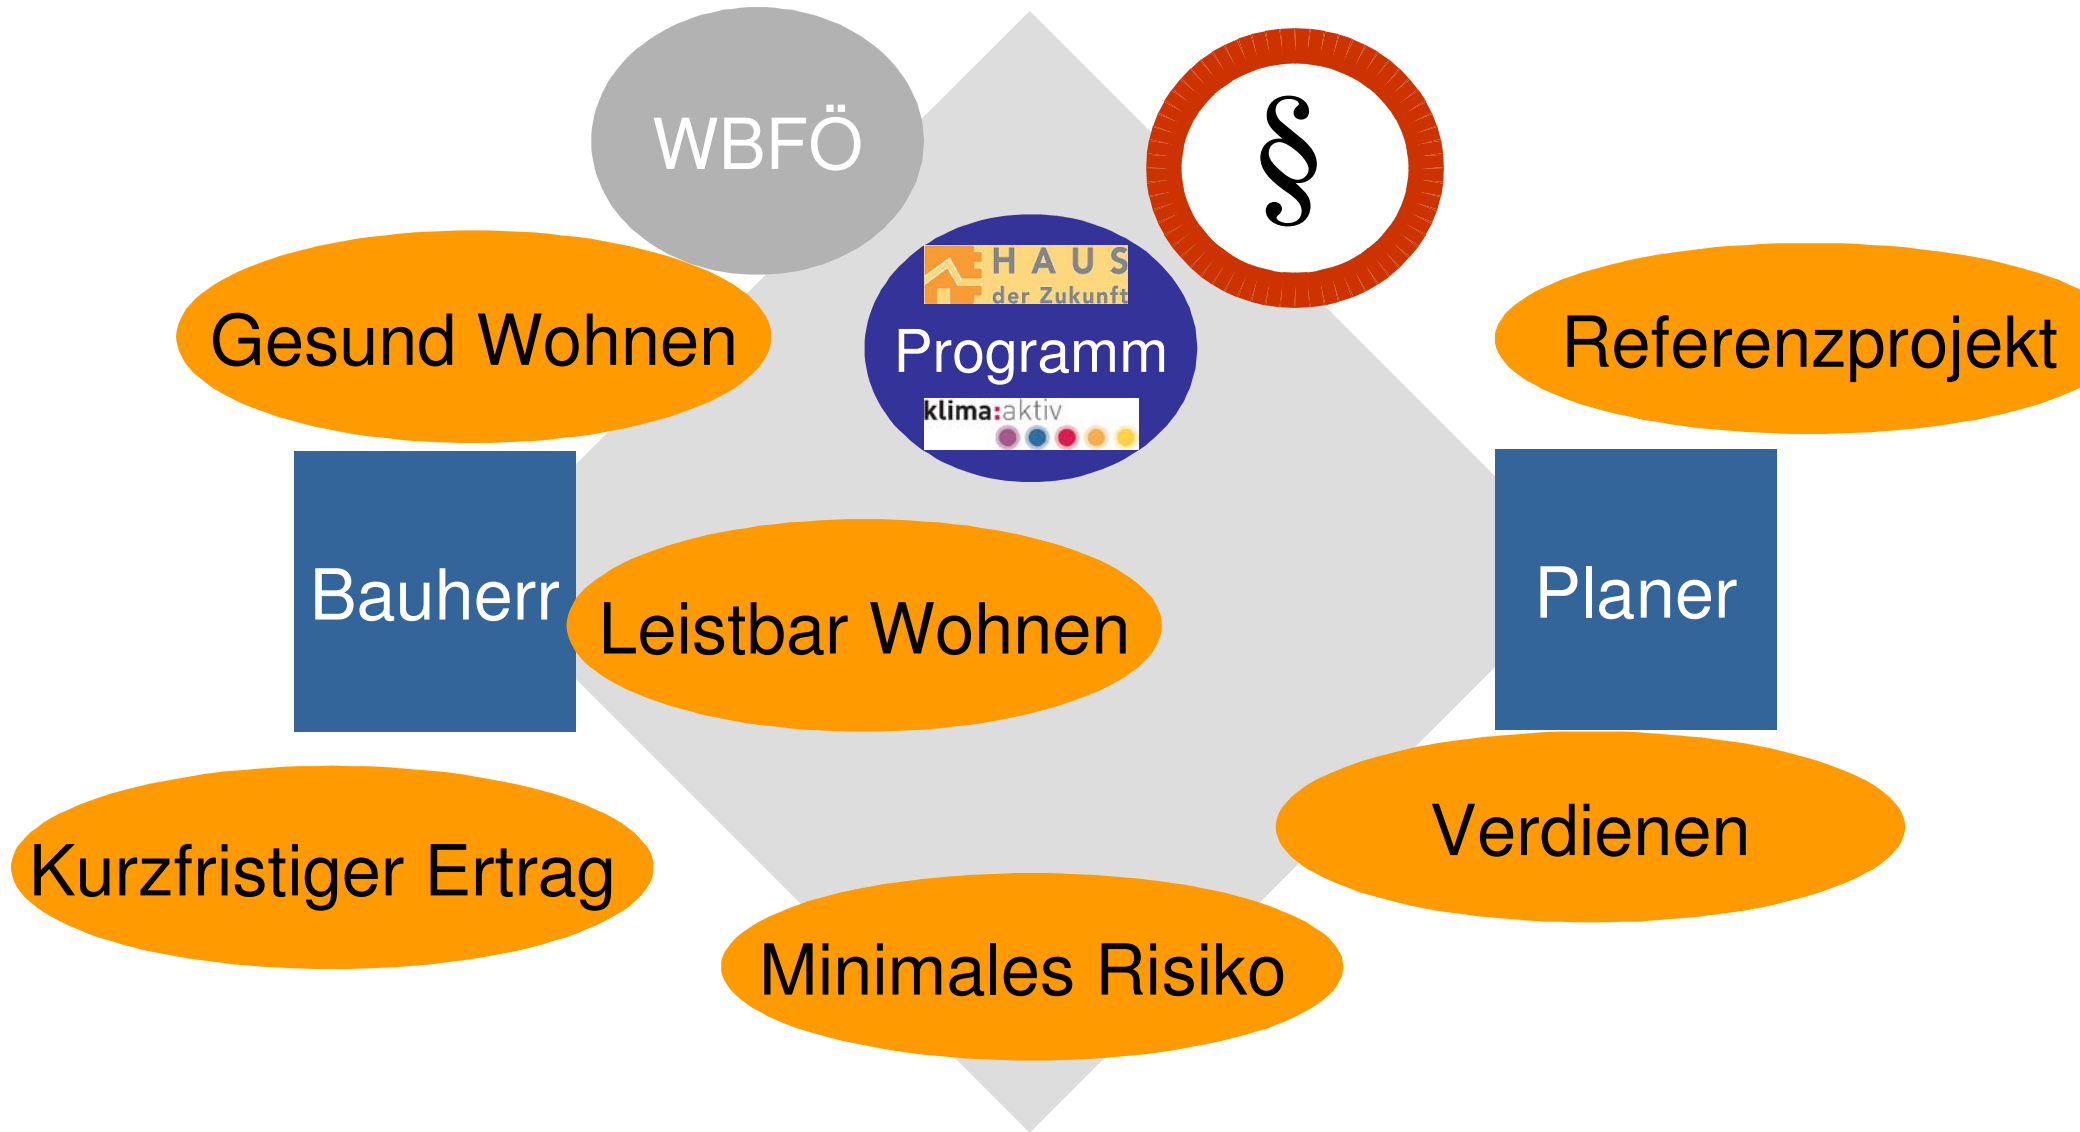 WBFÖ
§
HAUS
der Zukunft
Programm
klima:aktiv
Gesund Wohnen
Referenzprojekt
Bauherr
Leistbar Wohnen
Planer
Kurzfristiger Ertrag
Verdienen
Minimales Risiko